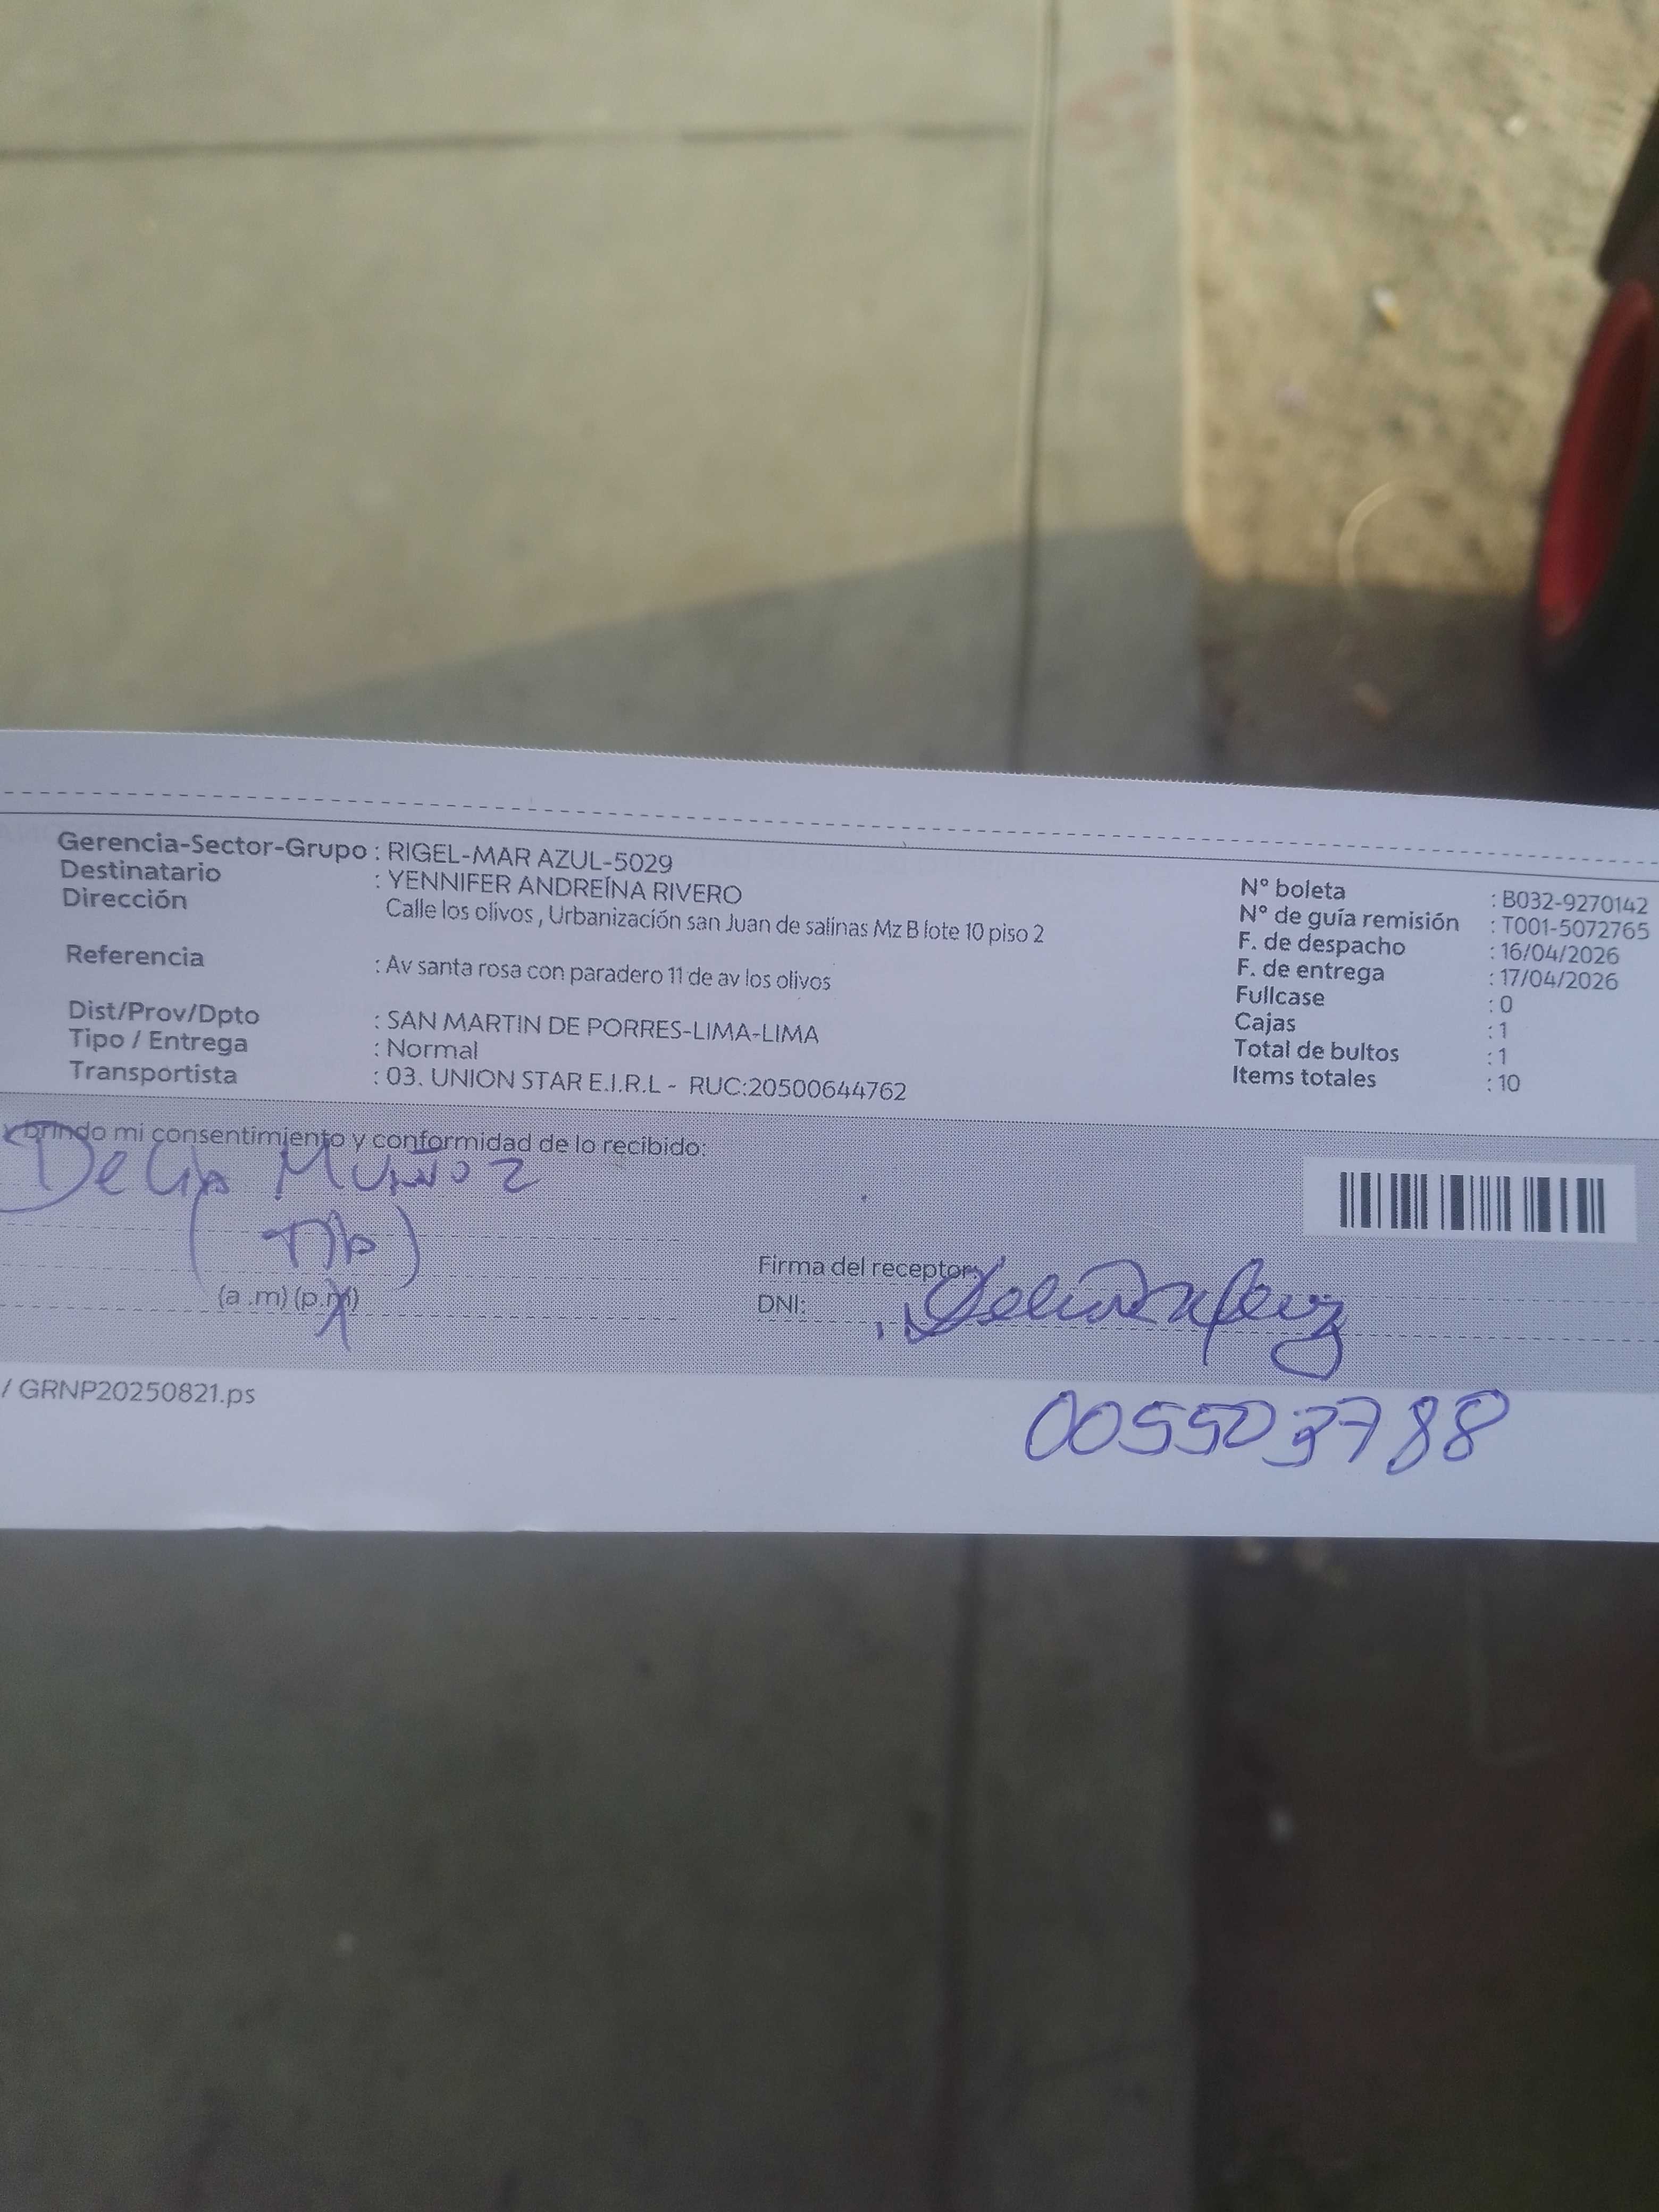 Gerencia-Sector-Grupo : RIGEL-MAR AZUL-5029
Destinatario : YENNIFER ANDREÍNA RIVERO
Dirección Calle los olivos , Urbanización san Juan de salinas Mz B lote 10 piso 2
Referencia : Av santa rosa con paradero 11 de av los olivos
Dist/Prov/Dpto : SAN MARTIN DE PORRES-LIMA-LIMA
Tipo / Entrega : Normal
Transportista : 03. UNION STAR E.I.R.L - RUC:20500644762
N° boleta : B032-9270142
N° de guía remisión : T001-5072765
F. de despacho : 16/04/2026
F. de entrega : 17/04/2026
Fullcase : 0
Cajas : 1
Total de bultos : 1
Items totales : 10
y brindo mi consentimiento y conformidad de lo recibido:
Delia Muñoz
(Tía)
(a .m) (p.m)
Firma del receptor
DNI:
005503788
/ GRNP20250821.ps